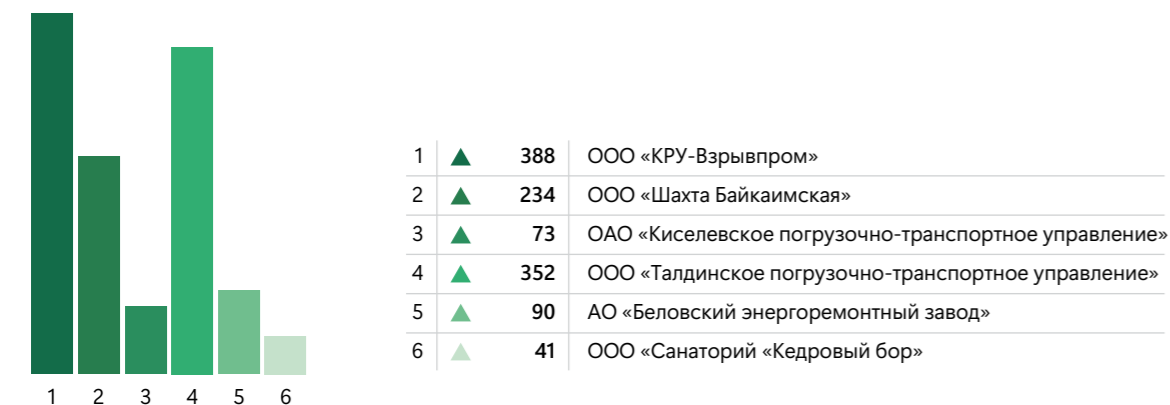 1 388 ООО «КРУ-Взрывпром»
2 234 ООО «Шахта Байкаимская»
3 73 ОАО «Киселевское погрузочно-транспортное управление»
4 352 ООО «Талдинское погрузочно-транспортное управление»
5 90 АО «Беловский энергоремонтный завод»
6 41 ООО «Санаторий «Кедровый бор»
1 2 3 4 5 6